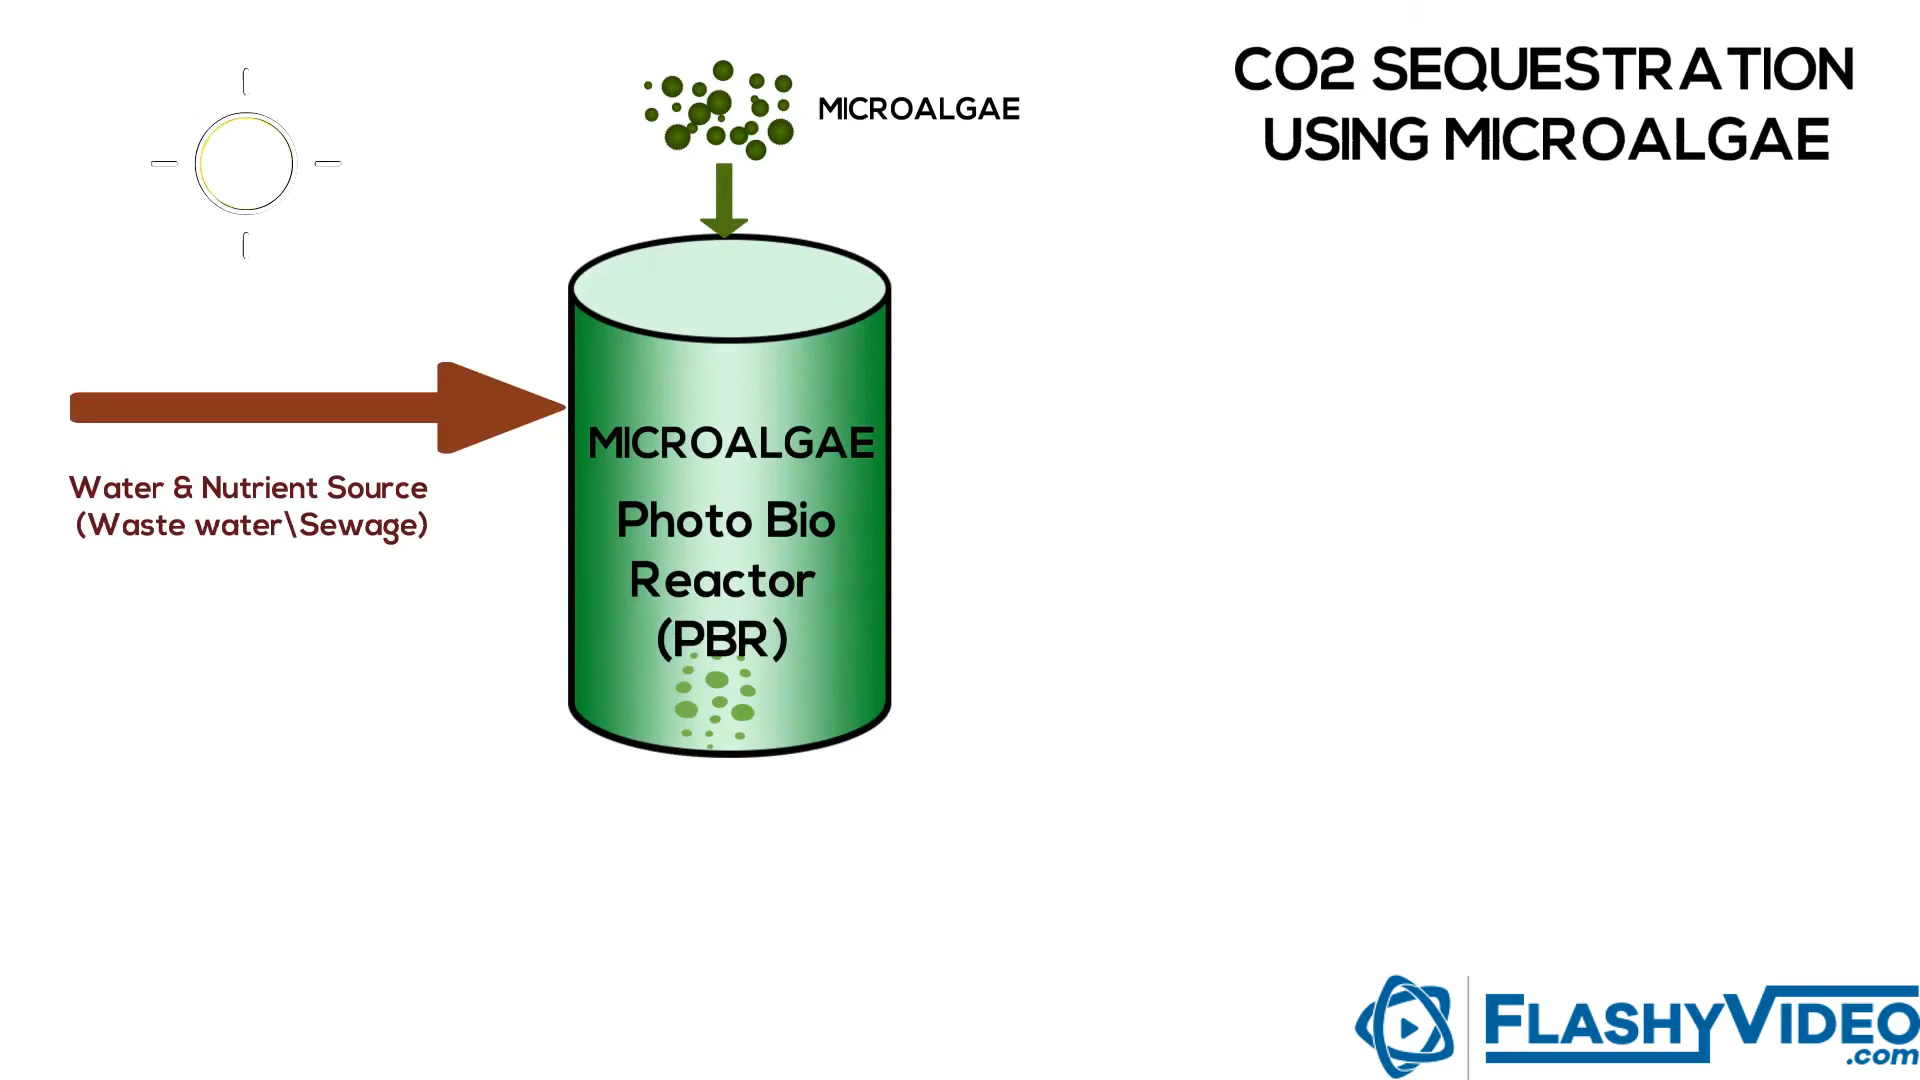 CO2 SEQUESTRATION
USING MICROALGAE
MICROALGAE
Water & Nutrient Source
(Waste water\Sewage)
MICROALGAE
Photo Bio
Reactor
(PBR)
FLASHYVIDEO
.com